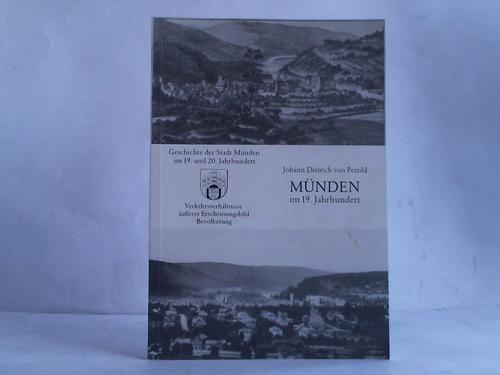 Geschichte der Stadt Münden
im 19. und 20. Jahrhundert
Verkehrsverhältnisse
äußeres Erscheinungsbild
Bevölkerung
Johann Dietrich von Pezold
MÜNDEN
im 19. Jahrhundert